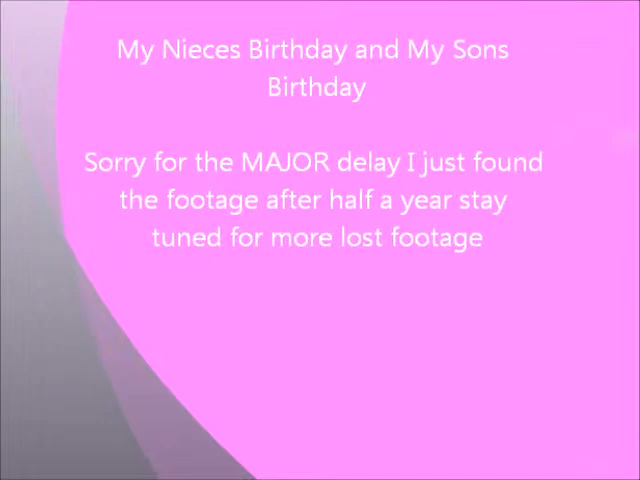 My Nieces Birthday and My Sons
Birthday
Sorry for the MAJOR delay I just found
the footage after half a year stay
tuned for more lost footage